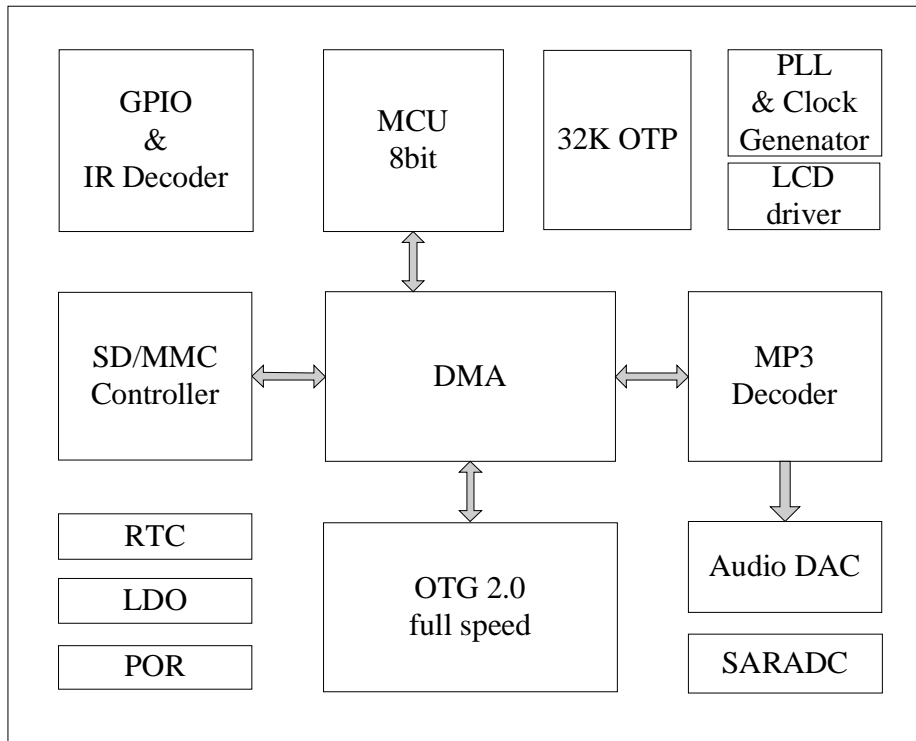 GPIO
&
IR Decoder
MCU
8bit
32K OTP
PLL
& Clock
Genenator
LCD
driver
SD/MMC
Controller
DMA
MP3
Decoder
RTC
LDO
POR
OTG 2.0
full speed
Audio DAC
SARADC